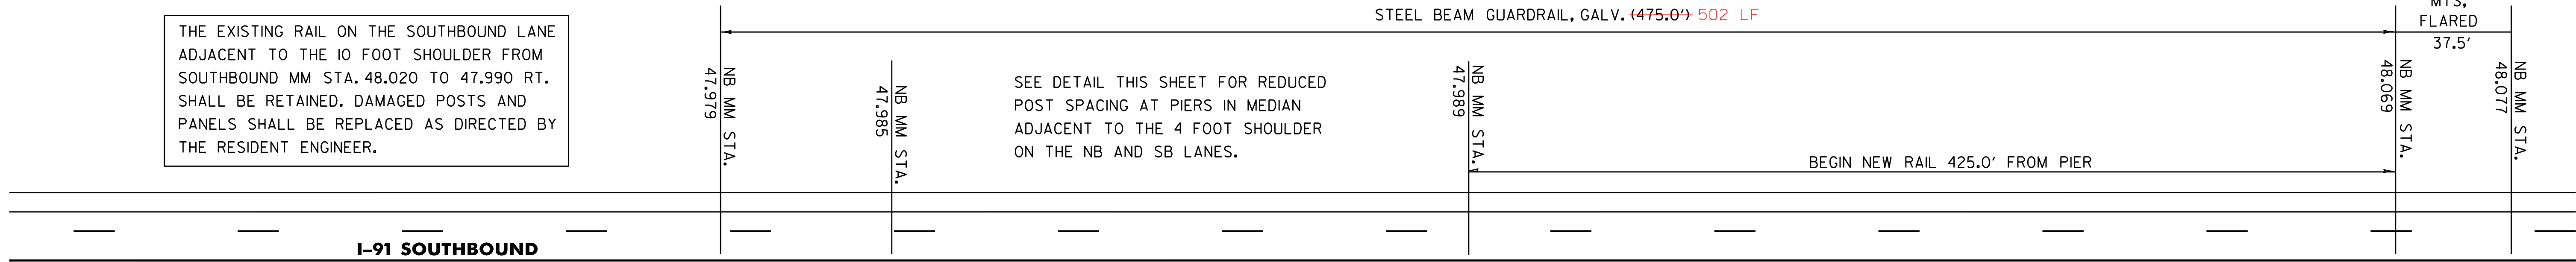 THE EXISTING RAIL ON THE SOUTHBOUND LANE
ADJACENT TO THE 10 FOOT SHOULDER FROM
SOUTHBOUND MM STA. 48.020 TO 47.990 RT.
SHALL BE RETAINED. DAMAGED POSTS AND
PANELS SHALL BE REPLACED AS DIRECTED BY
THE RESIDENT ENGINEER.
STEEL BEAM GUARDRAIL, GALV. (475.0') 502 LF
MTS,
FLARED
37.5'
NB MM STA.
47.979
NB MM STA.
47.985
SEE DETAIL THIS SHEET FOR REDUCED
POST SPACING AT PIERS IN MEDIAN
ADJACENT TO THE 4 FOOT SHOULDER
ON THE NB AND SB LANES.
NB MM STA.
47.989
BEGIN NEW RAIL 425.0' FROM PIER
NB MM STA.
48.069
NB MM STA.
48.077
I-91 SOUTHBOUND